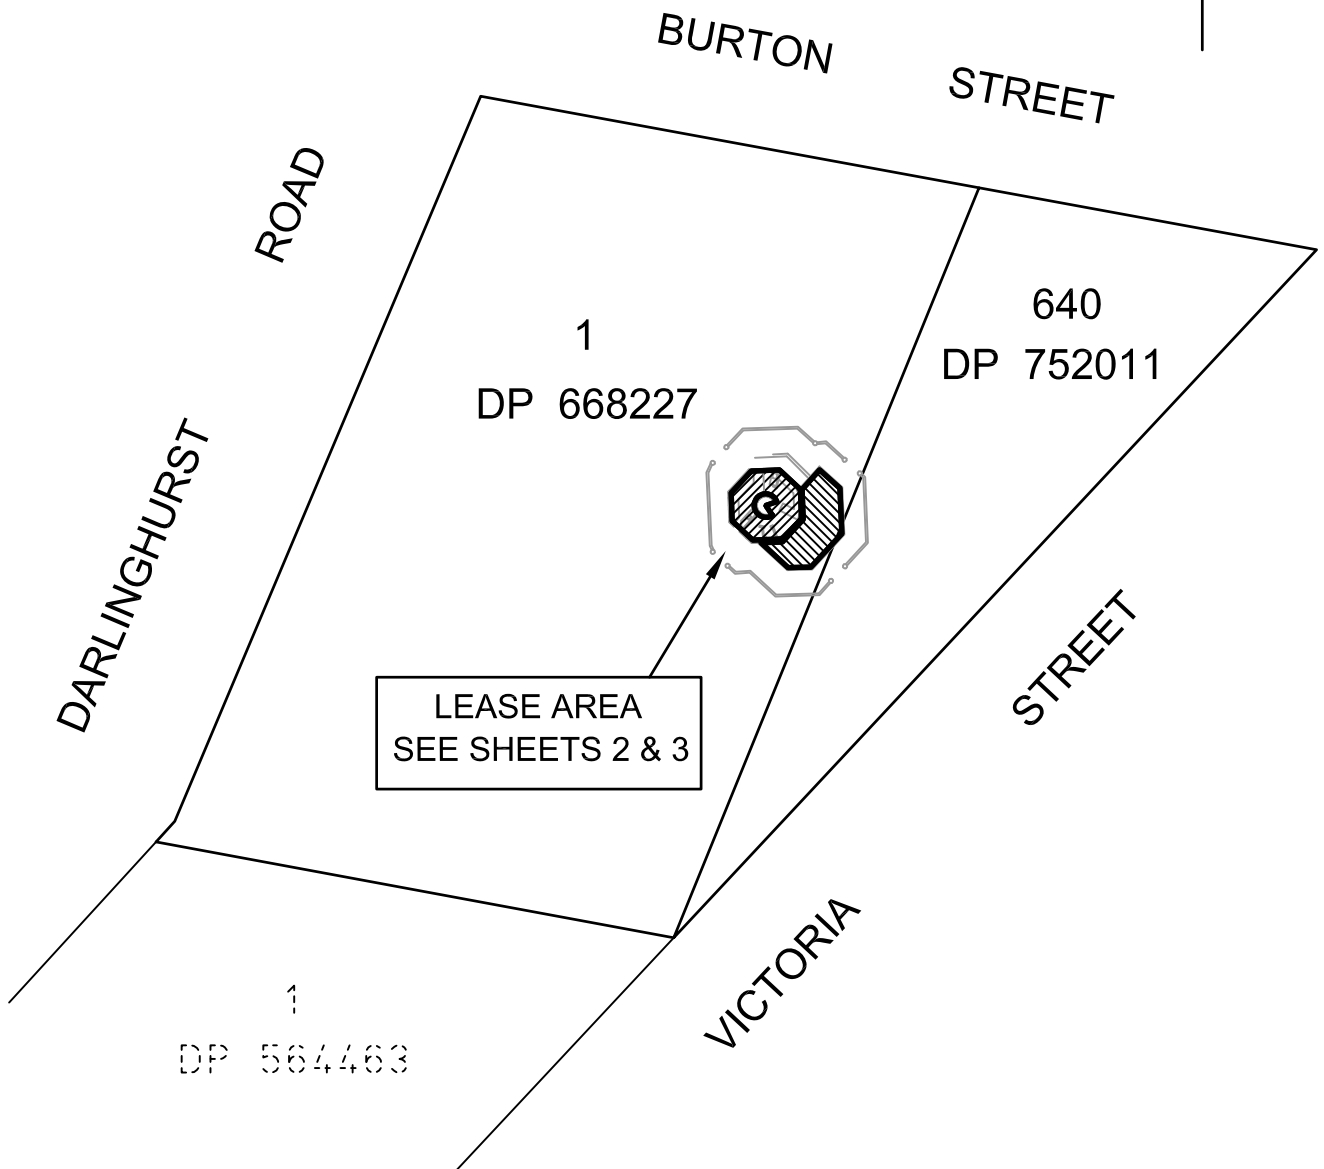 BURTON STREET
ROAD
DARLINGHURST
1
DP 668227
640
DP 752011
LEASE AREA
SEE SHEETS 2 & 3
STREET
VICTORIA
1
DP 564463